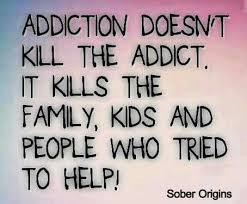 ADDICTION DOESN'T
KILL THE ADDICT.
IT KILLS THE
FAMILY, KIDS AND
PEOPLE WHO TRIED
TO HELP!
Sober Origins